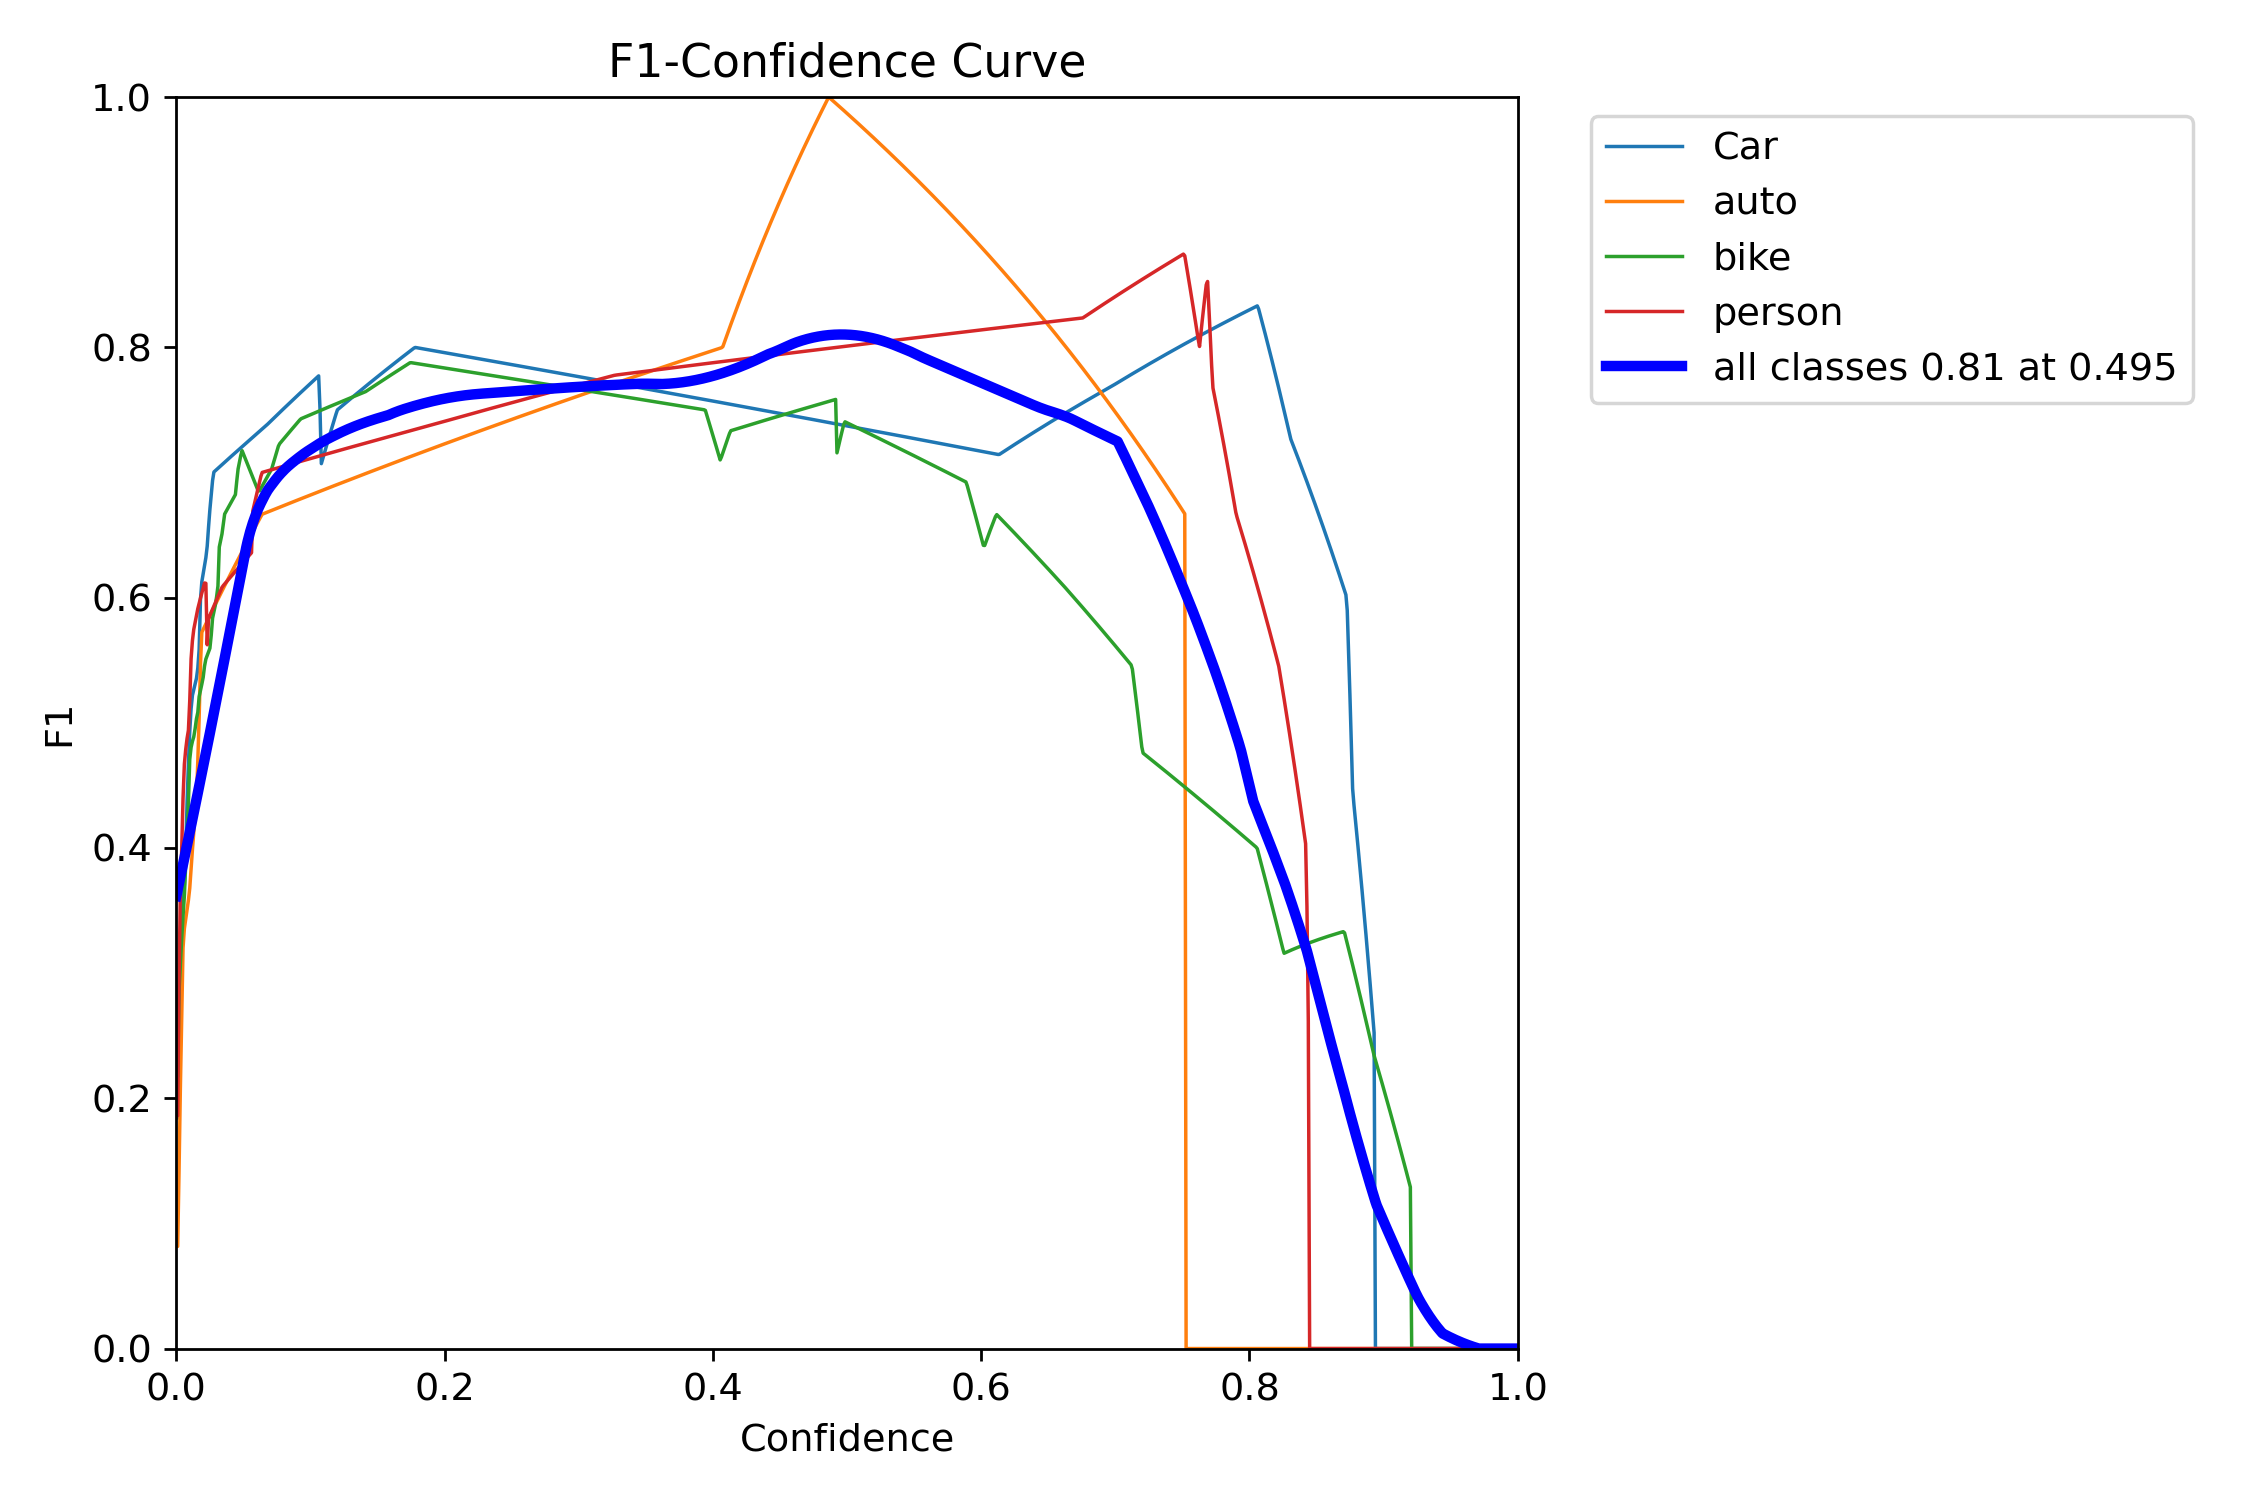 F1-Confidence Curve
1.0
0.8
0.6
0.4
0.2
0.0
F1
0.0 0.2 0.4 0.6 0.8 1.0
Confidence
Car
auto
bike
person
all classes 0.81 at 0.495